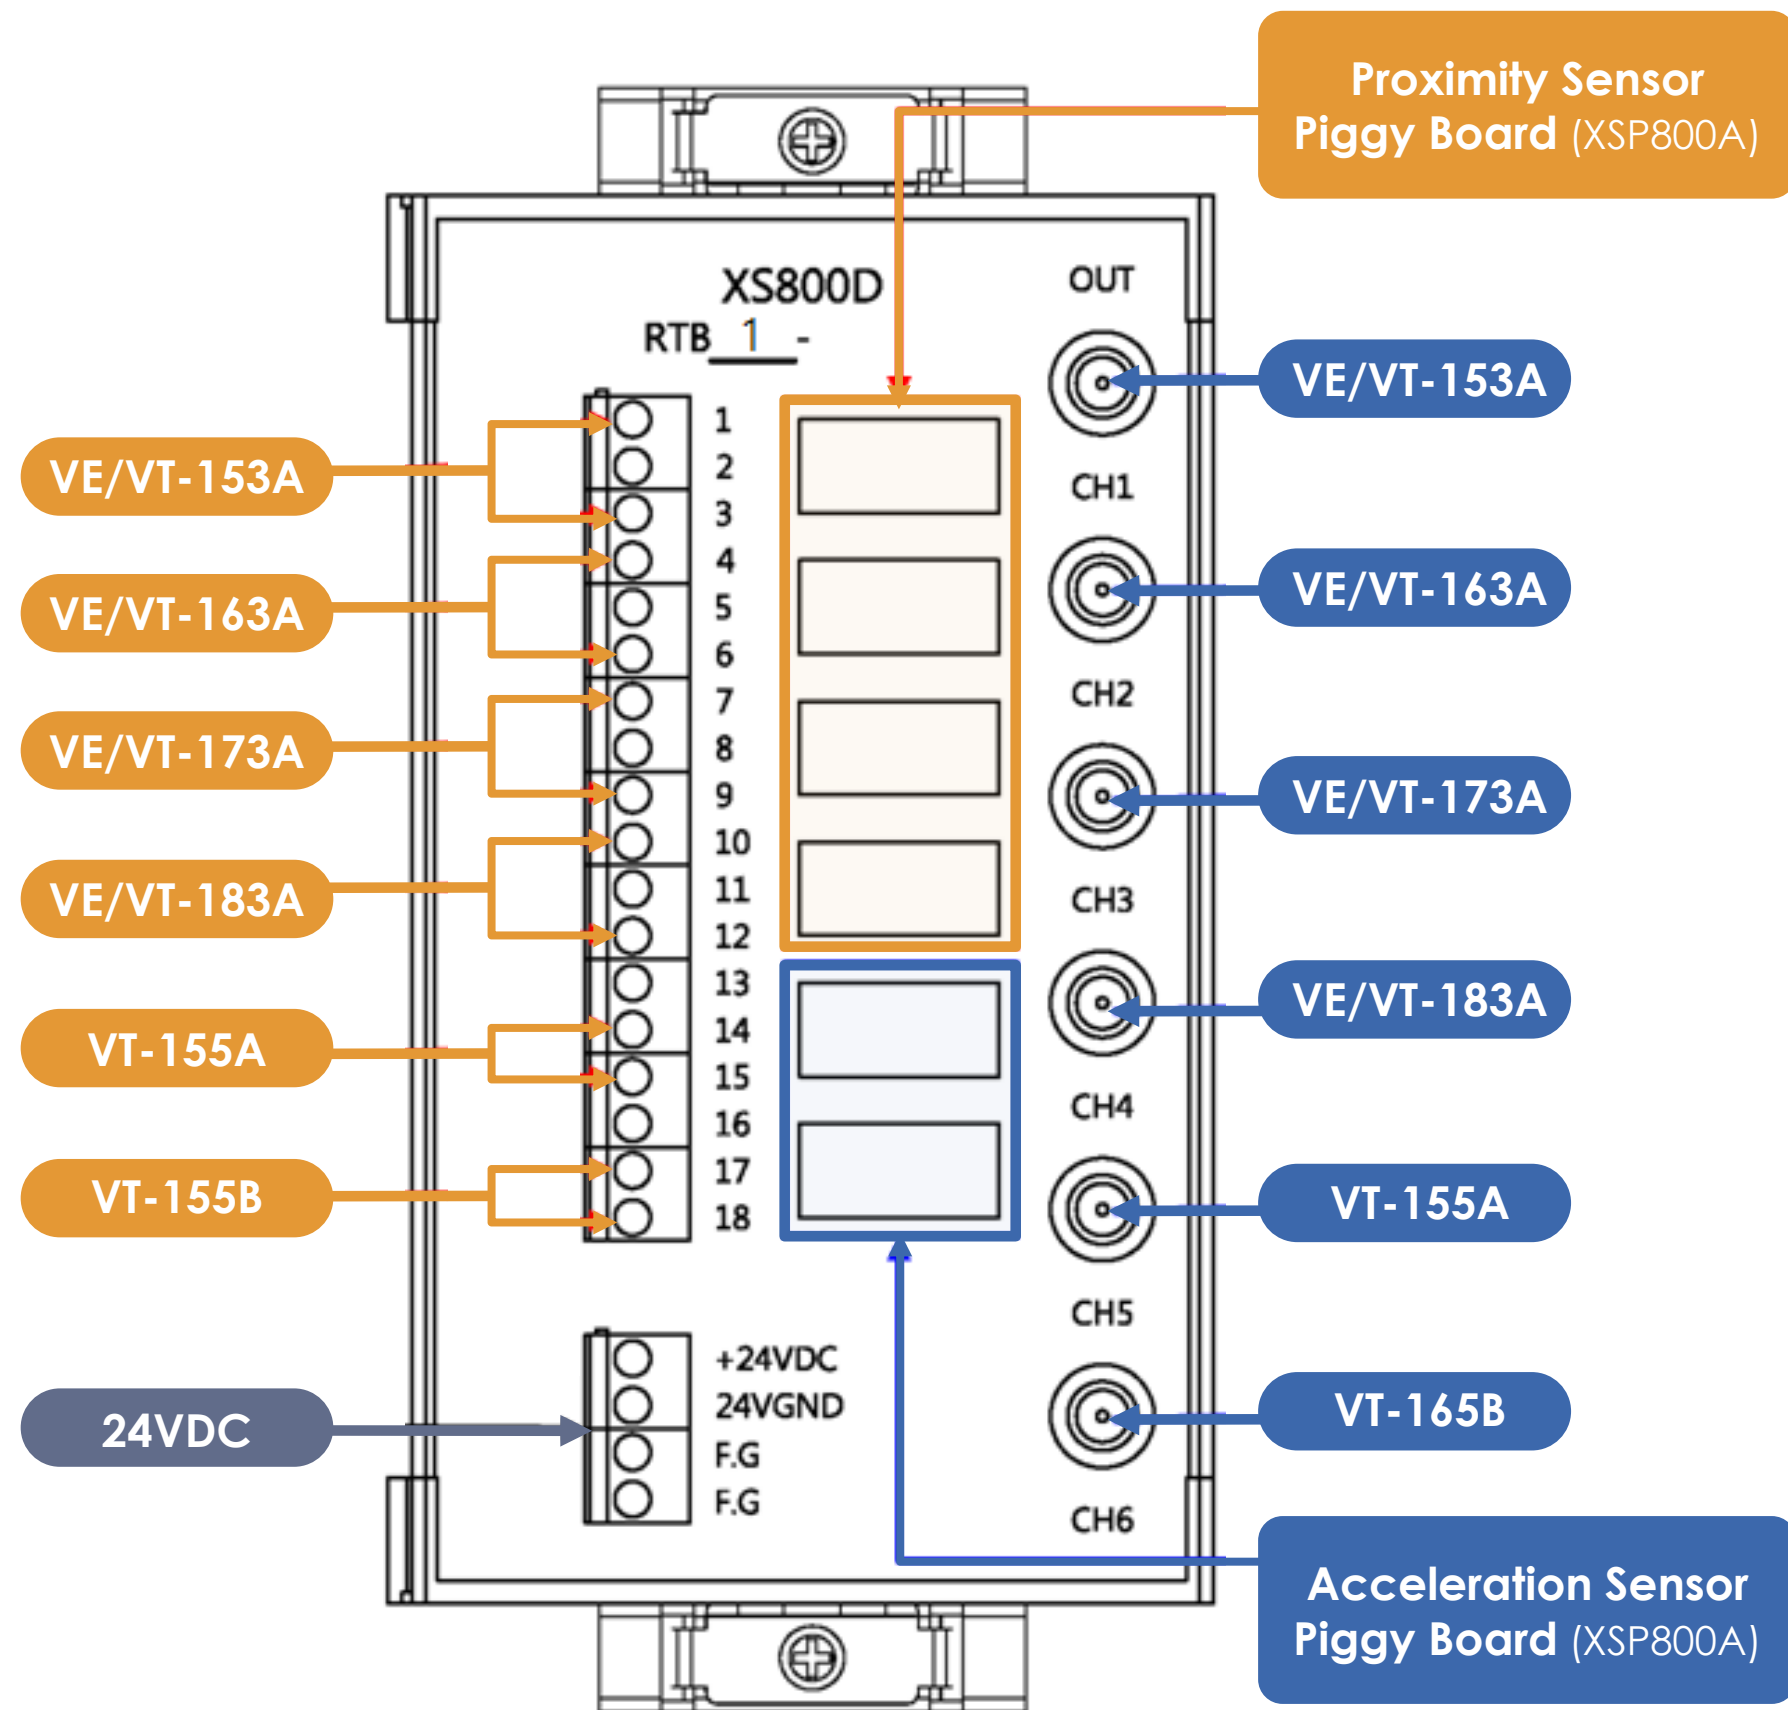 Proximity Sensor
Piggy Board (XSP800A)
XS800D
RTB 1 -
OUT
VE/VT-153A
VE/VT-163A
VE/VT-173A
VE/VT-183A
VT-155A
VT-155B
24VDC
1
2
3
4
5
6
7
8
9
10
11
12
13
14
15
16
17
18
+24VDC
24VGND
F.G
F.G
VE/VT-153A
CH1
VE/VT-163A
CH2
VE/VT-173A
CH3
VE/VT-183A
CH4
VT-155A
CH5
VT-165B
CH6
Acceleration Sensor
Piggy Board (XSP800A)